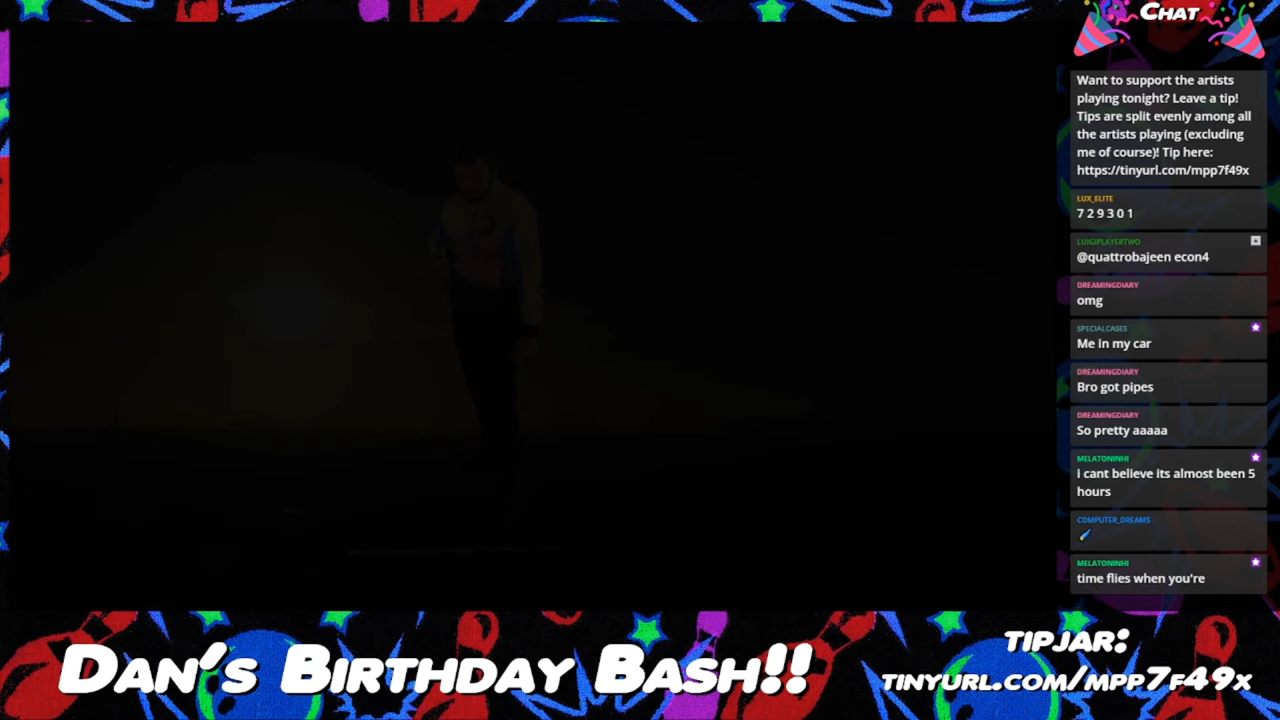 CHAT
Want to support the artists
playing tonight? Leave a tip!
Tips are split evenly among all
the artists playing (excluding
me of course)! Tip here:
https://tinyurl.com/mpp7f49x
LUX_ELITE
7 2 9 3 0 1
LUIGIPLAYERTWO
@quattrobajeen econ4
DREAMINGDIARY
omg
SPECIALCASES
Me in my car
DREAMINGDIARY
Bro got pipes
DREAMINGDIARY
So pretty aaaaa
MELATONINHI
i cant believe its almost been 5
hours
COMPUTER_DREAMS
MELATONINHI
time flies when you're
DAN'S BIRTHDAY BASH!!
TIPJAR:
TINYURL.COM/MPP7F49X